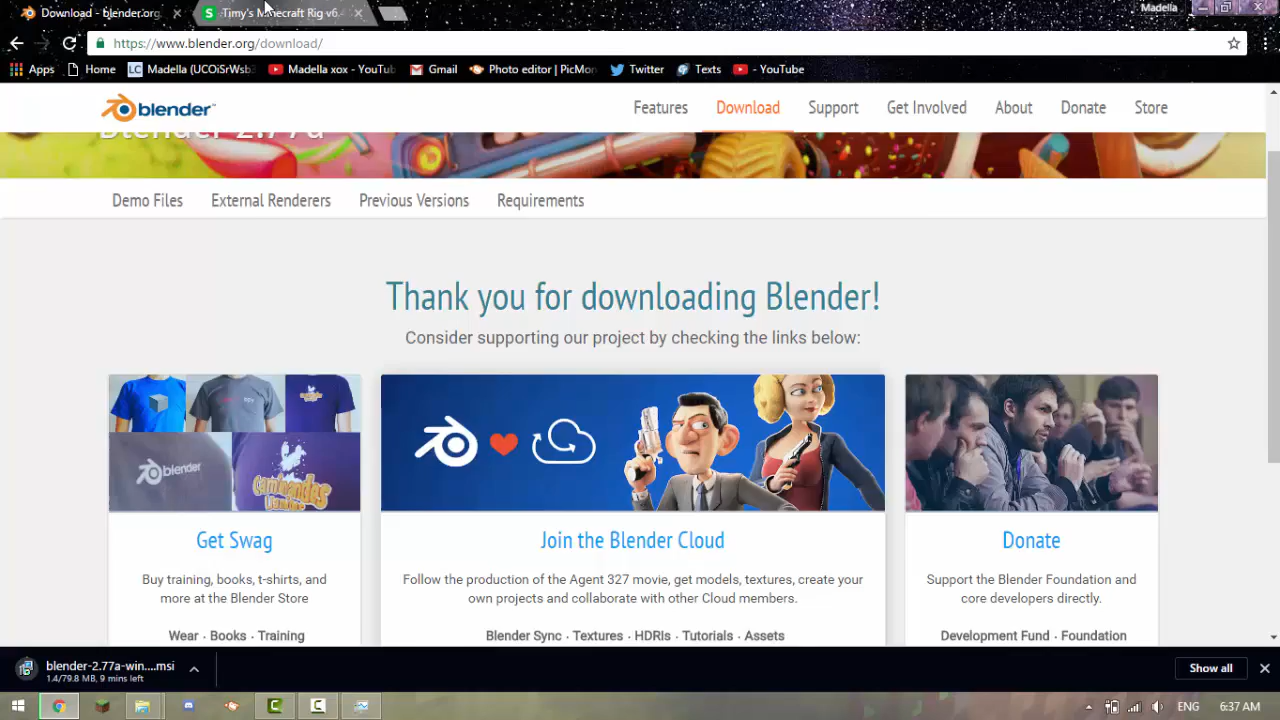 Download - blender.org
Timy's Minecraft Rig v6.
Madella
https://www.blender.org/download/
Apps
Home
LC
Madella (UCOiSrWsb
Madella xox - YouTub
Gmail
Photo editor | PicMon
Twitter
Texts
- YouTube
blender
Features
Download
Support
Get Involved
About
Donate
Store
Blender 2.77a
Demo Files
External Renderers
Previous Versions
Requirements
Thank you for downloading Blender!
Consider supporting our project by checking the links below:
blender
Caminandes
Get Swag
Join the Blender Cloud
Donate
Buy training, books, t-shirts, and
more at the Blender Store
Follow the production of the Agent 327 movie, get models, textures, create your
own projects and collaborate with other Cloud members.
Support the Blender Foundation and
core developers directly.
Wear · Books · Training
Blender Sync · Textures · HDRIs · Tutorials · Assets
Development Fund · Foundation
blender-2.77a-win....msi
1.4/79.8 MB, 9 mins left
Show all
ENG
6:37 AM